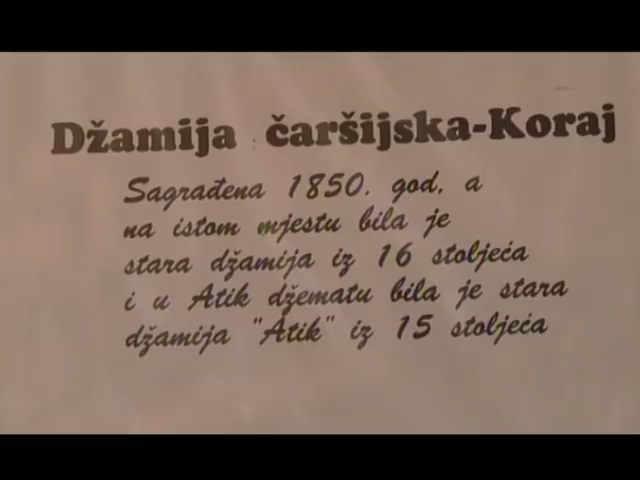 Džamija čaršijska-Koraj
Sagrađena 1850. god. a
na istom mjestu bila je
stara džamija iz 16 stoljeća
i u Atik džematu bila je stara
džamija "Atik" iz 15 stoljeća